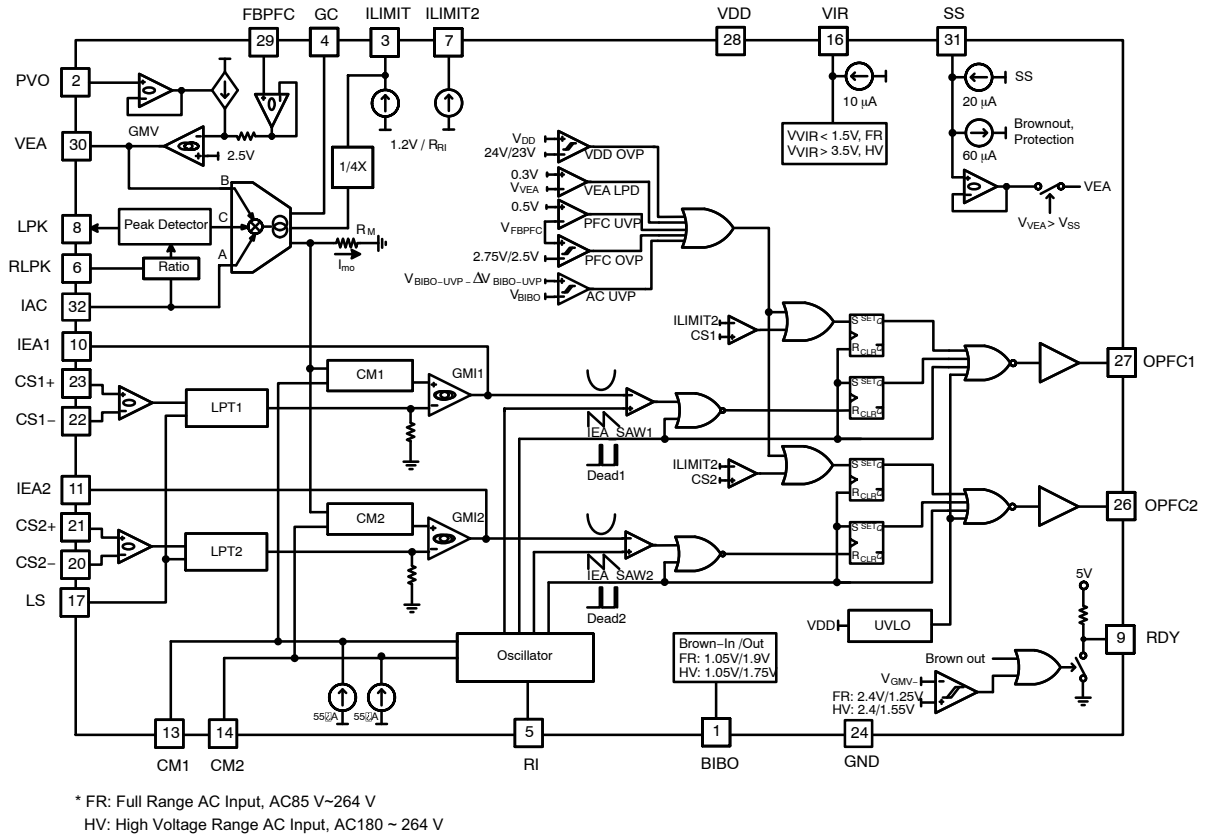 FBPFC GC ILIMIT ILIMIT2 VDD VIR SS
29 4 3 7 28 16 31
PVO 2
SS
10 µA
20 µA
GMV
2.5V
VEA 30
1.2V / RRI
1/4X
VVIR < 1.5V, FR
VVIR > 3.5V, HV
Brownout,
Protection
60 µA
VEA
VVEA > VSS
VDD
24V/23V
VDD OVP
0.3V
VVEA
VEA LPD
0.5V
PFC UVP
VFBPFC
2.75V/2.5V
PFC OVP
VBIBO-UVP - ΔVBIBO-UVP
VBIBO
AC UVP
B
C
A
LPK 8
Peak Detector
RM
Imo
RLPK 6
Ratio
IAC 32
IEA1 10
ILIMIT2
CS1
S SET Q
R CLR Q
S SET Q
R CLR Q
27 OPFC1
CS1+ 23
CS1− 22
LPT1
CM1
GMI1
IEA SAW1
Dead1
IEA2 11
ILIMIT2
CS2
S SET Q
R CLR Q
S SET Q
R CLR Q
26 OPFC2
CS2+ 21
CS2− 20
LPT2
CM2
GMI2
IEA SAW2
Dead2
LS 17
5V
VDD
UVLO
9 RDY
Oscillator
Brown−In /Out
FR: 1.05V/1.9V
HV: 1.05V/1.75V
Brown out
VGMV-
FR: 2.4V/1.25V
HV: 2.4/1.55V
55 A 55 A
13 14 5 1 24
CM1 CM2 RI BIBO GND
* FR: Full Range AC Input, AC85 V~264 V
HV: High Voltage Range AC Input, AC180 ~ 264 V